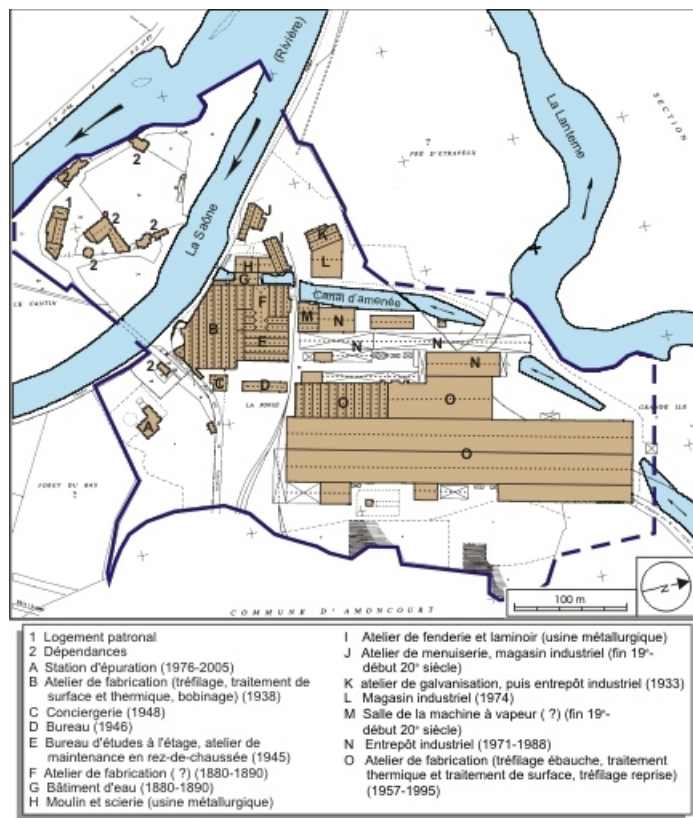 (Rivière)
La Lanterne
SECTION
PRÉ D'ETRAPEUX
?
2
2
1
2
2
2
La Saône
J
I
K
L
H
G
F
Canal d'amenée
B
M
N
LE CANTIN
E
N
N
N
2
C
D
LA FORGE
O
O
GRANDE ILE
A
O
FORET DU BAS
?
COMMUNE D'AMONCOURT
100 m
N
1 Logement patronal
2 Dépendances
A Station d'épuration (1976-2005)
B Atelier de fabrication (tréfilage, traitement de
surface et thermique, bobinage) (1938)
C Conciergerie (1948)
D Bureau (1946)
E Bureau d'études à l'étage, atelier de
maintenance en rez-de-chaussée (1945)
F Atelier de fabrication ( ? ) (1880-1890)
G Bâtiment d'eau (1880-1890)
H Moulin et scierie (usine métallurgique)
I Atelier de fenderie et laminoir (usine métallurgique)
J Atelier de menuiserie, magasin industriel (fin 19e-
début 20e siècle)
K atelier de galvanisation, puis entrepôt industriel (1933)
L Magasin industriel (1974)
M Salle de la machine à vapeur ( ? ) (fin 19e-
début 20e siècle)
N Entrepôt industriel (1971-1988)
O Atelier de fabrication (tréfilage ébauche, traitement
thermique et traitement de surface, tréfilage reprise)
(1957-1995)